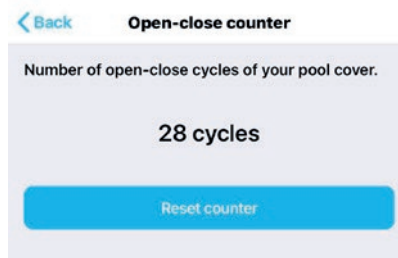 Back Open-close counter
Number of open-close cycles of your pool cover.
28 cycles
Reset counter